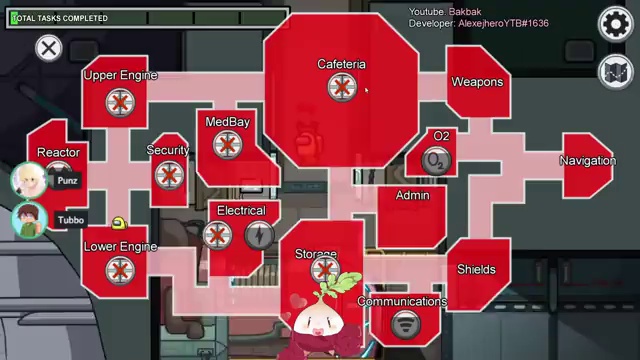 TOTAL TASKS COMPLETED
Youtube: Bakbak
Developer: AlexejheroYTB#1636
Cafeteria
Upper Engine
Weapons
MedBay
O2
O2
Reactor
Security
Navigation
Punz
Admin
Tubbo
Electrical
Lower Engine
Storage
Shields
Communications